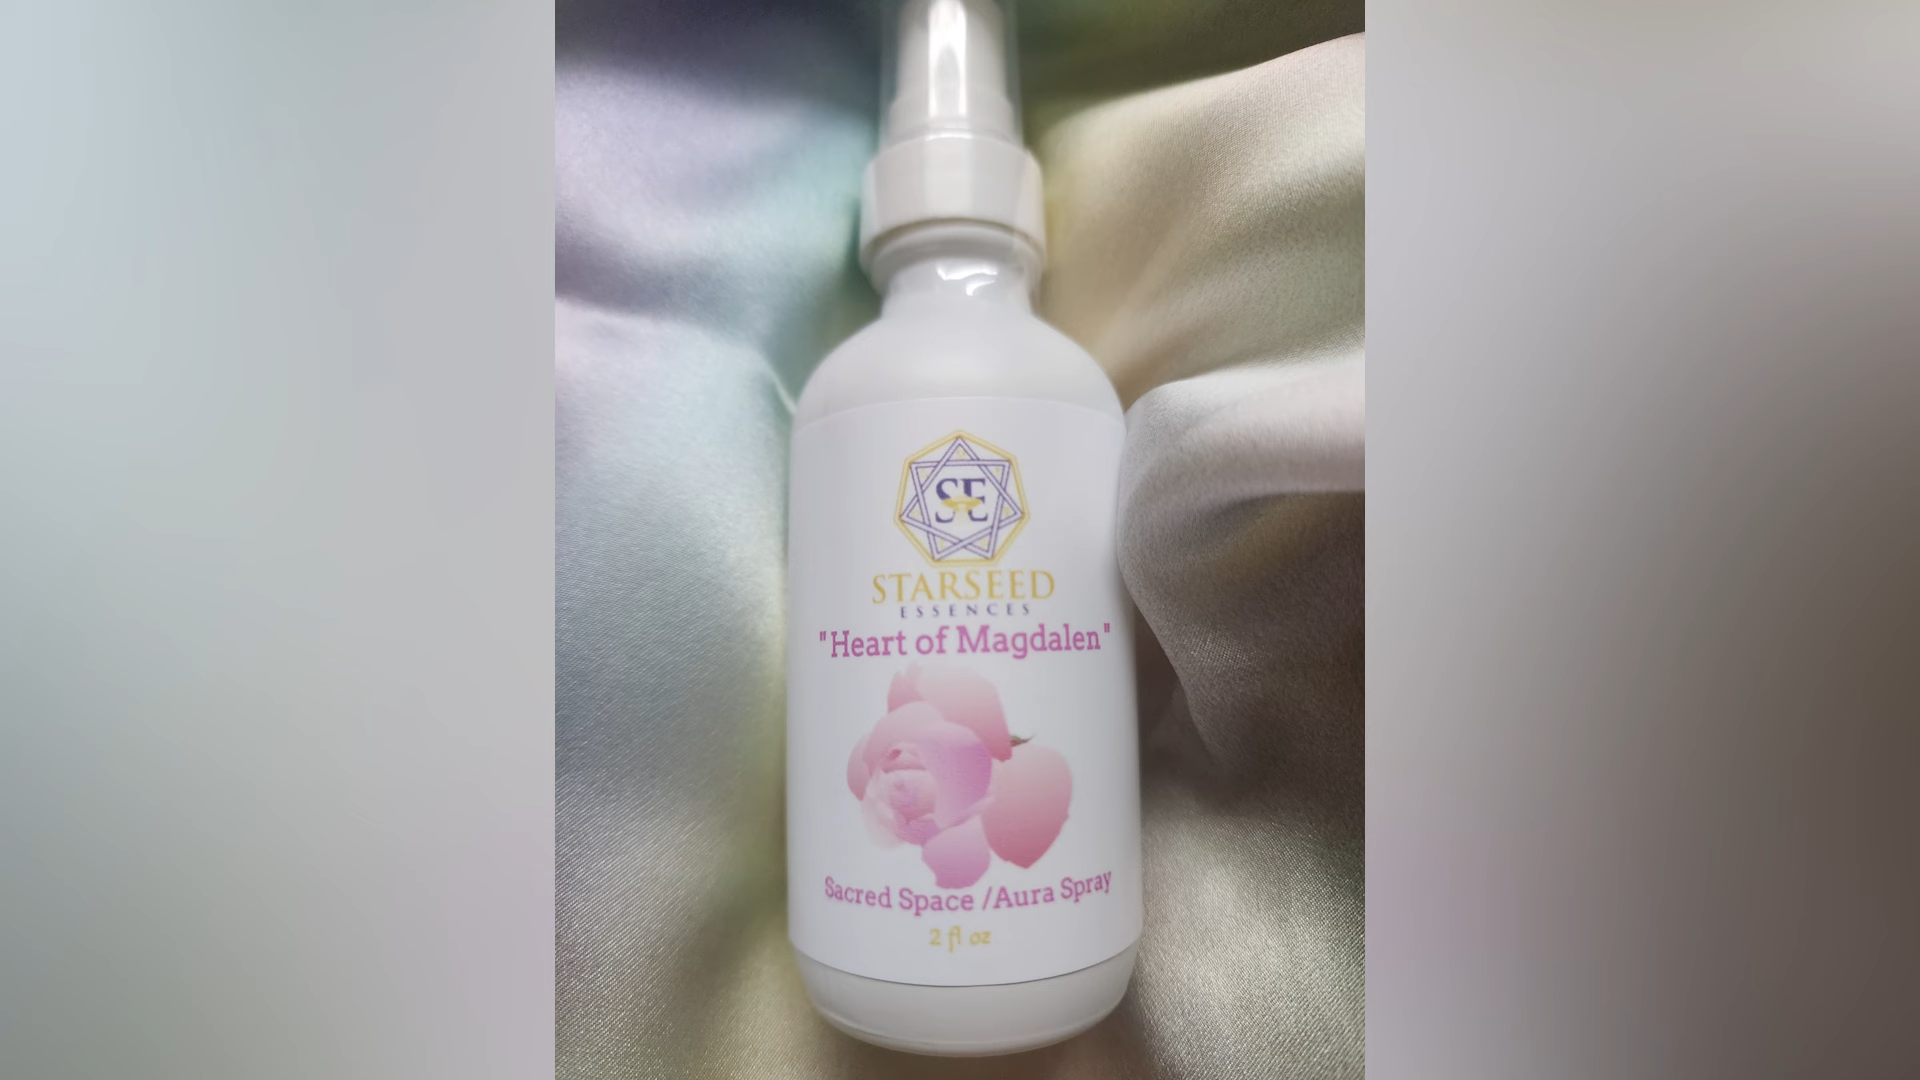 SE
STARSEED
ESSENCES
"Heart of Magdalen"
Sacred Space /Aura Spray
2 fl oz